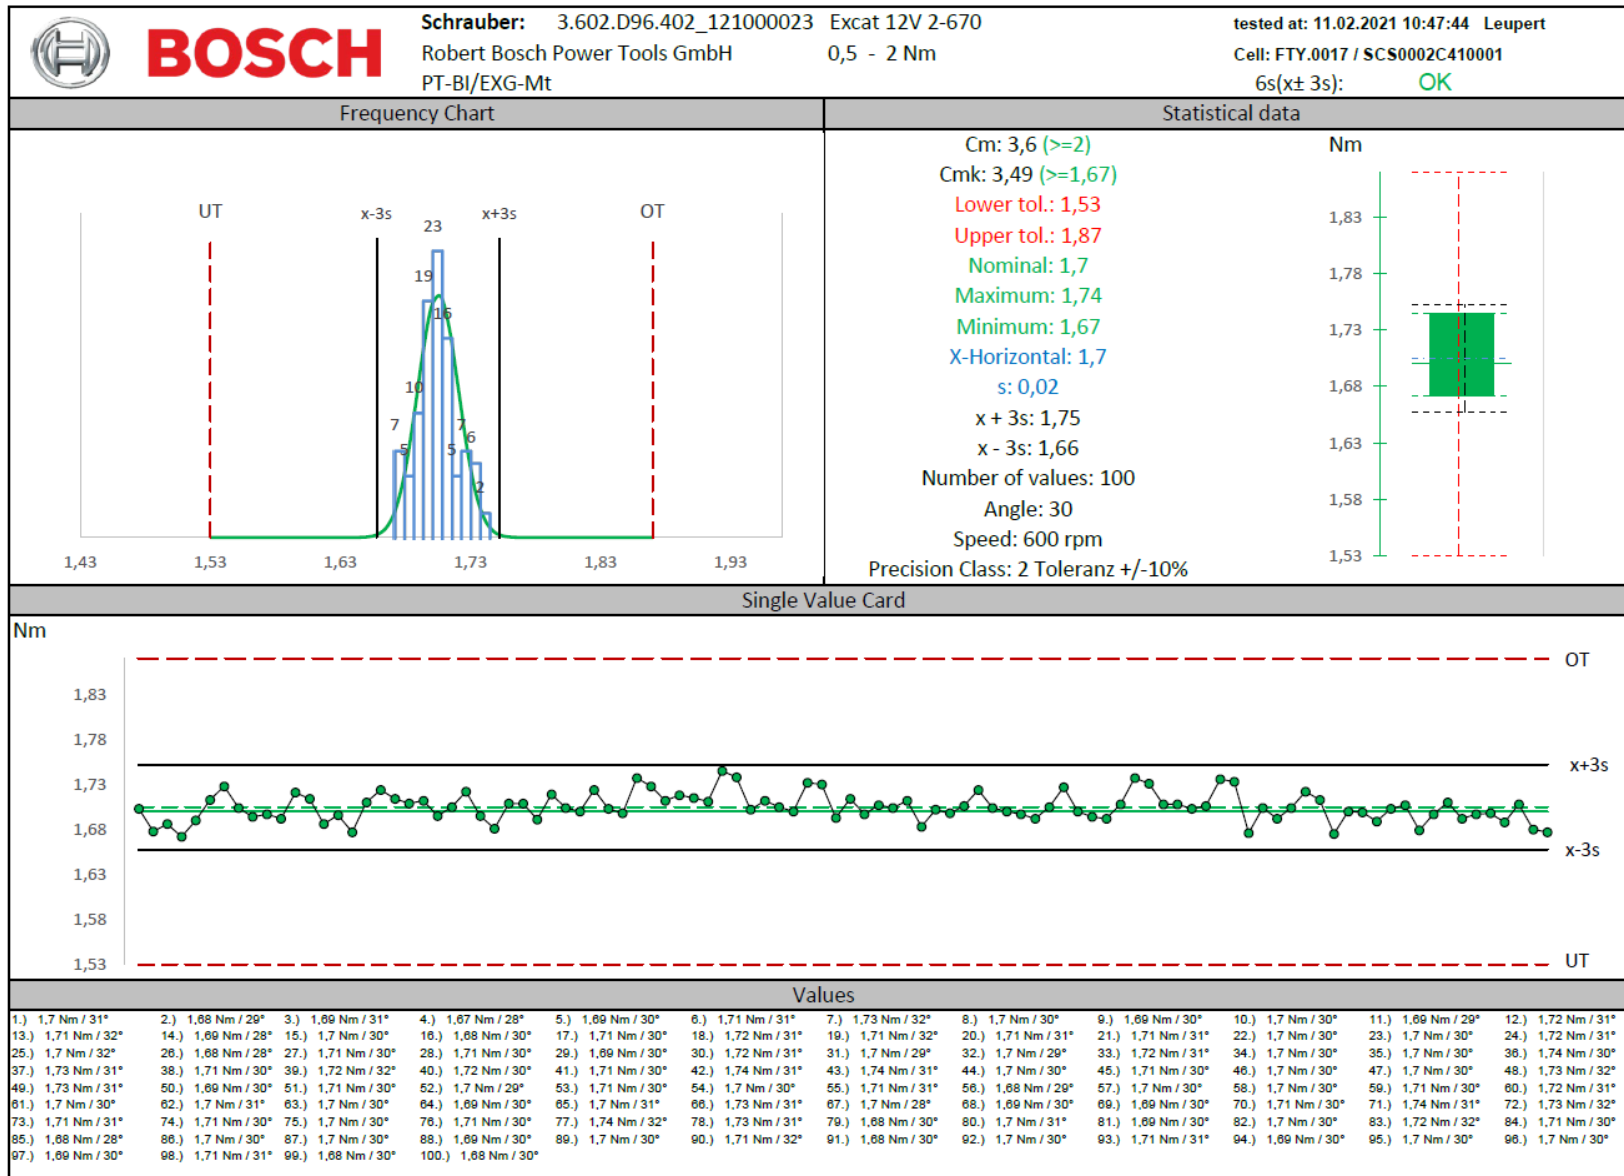 BOSCH
Schrauber: 3.602.D96.402_121000023 Excat 12V 2-670
Robert Bosch Power Tools GmbH 0,5 - 2 Nm
PT-BI/EXG-Mt
tested at: 11.02.2021 10:47:44 Leupert
Cell: FTY.0017 / SCS0002C410001
6s(x± 3s): OK
Frequency Chart
UT x-3s x+3s OT
23
19
16
10
7 7
6
5 5
2
1,43 1,53 1,63 1,73 1,83 1,93
Statistical data
Cm: 3,6 (>=2)
Cmk: 3,49 (>=1,67)
Lower tol.: 1,53
Upper tol.: 1,87
Nominal: 1,7
Maximum: 1,74
Minimum: 1,67
X-Horizontal: 1,7
s: 0,02
x + 3s: 1,75
x - 3s: 1,66
Number of values: 100
Angle: 30
Speed: 600 rpm
Precision Class: 2 Toleranz +/-10%
Nm
1,83
1,78
1,73
1,68
1,63
1,58
1,53
Single Value Card
Nm
OT
1,83
1,78
x+3s
1,73
1,68
x-3s
1,63
1,58
1,53
UT
Values
1.) 1,7 Nm / 31° 2.) 1,68 Nm / 29° 3.) 1,69 Nm / 31° 4.) 1,67 Nm / 28° 5.) 1,69 Nm / 30° 6.) 1,71 Nm / 31° 7.) 1,73 Nm / 32° 8.) 1,7 Nm / 30° 9.) 1,69 Nm / 30° 10.) 1,7 Nm / 30° 11.) 1,69 Nm / 29° 12.) 1,72 Nm / 31°
13.) 1,71 Nm / 32° 14.) 1,69 Nm / 28° 15.) 1,7 Nm / 30° 16.) 1,68 Nm / 30° 17.) 1,71 Nm / 30° 18.) 1,72 Nm / 31° 19.) 1,71 Nm / 32° 20.) 1,71 Nm / 31° 21.) 1,71 Nm / 31° 22.) 1,7 Nm / 30° 23.) 1,7 Nm / 30° 24.) 1,72 Nm / 31°
25.) 1,7 Nm / 32° 26.) 1,68 Nm / 28° 27.) 1,71 Nm / 30° 28.) 1,71 Nm / 30° 29.) 1,69 Nm / 30° 30.) 1,72 Nm / 31° 31.) 1,7 Nm / 29° 32.) 1,7 Nm / 29° 33.) 1,72 Nm / 31° 34.) 1,7 Nm / 30° 35.) 1,7 Nm / 30° 36.) 1,74 Nm / 30°
37.) 1,73 Nm / 31° 38.) 1,71 Nm / 30° 39.) 1,72 Nm / 32° 40.) 1,72 Nm / 30° 41.) 1,71 Nm / 30° 42.) 1,74 Nm / 31° 43.) 1,74 Nm / 31° 44.) 1,7 Nm / 30° 45.) 1,71 Nm / 30° 46.) 1,7 Nm / 30° 47.) 1,7 Nm / 30° 48.) 1,73 Nm / 32°
49.) 1,73 Nm / 31° 50.) 1,69 Nm / 30° 51.) 1,71 Nm / 30° 52.) 1,7 Nm / 29° 53.) 1,71 Nm / 30° 54.) 1,7 Nm / 30° 55.) 1,71 Nm / 31° 56.) 1,68 Nm / 29° 57.) 1,7 Nm / 30° 58.) 1,7 Nm / 30° 59.) 1,71 Nm / 30° 60.) 1,72 Nm / 31°
61.) 1,7 Nm / 30° 62.) 1,7 Nm / 31° 63.) 1,7 Nm / 30° 64.) 1,69 Nm / 30° 65.) 1,7 Nm / 31° 66.) 1,73 Nm / 31° 67.) 1,7 Nm / 28° 68.) 1,69 Nm / 30° 69.) 1,69 Nm / 30° 70.) 1,71 Nm / 30° 71.) 1,74 Nm / 31° 72.) 1,73 Nm / 32°
73.) 1,71 Nm / 31° 74.) 1,71 Nm / 30° 75.) 1,7 Nm / 30° 76.) 1,71 Nm / 30° 77.) 1,74 Nm / 32° 78.) 1,73 Nm / 31° 79.) 1,68 Nm / 30° 80.) 1,7 Nm / 31° 81.) 1,69 Nm / 30° 82.) 1,7 Nm / 30° 83.) 1,72 Nm / 32° 84.) 1,71 Nm / 30°
85.) 1,68 Nm / 28° 86.) 1,7 Nm / 30° 87.) 1,7 Nm / 30° 88.) 1,69 Nm / 30° 89.) 1,7 Nm / 30° 90.) 1,71 Nm / 32° 91.) 1,68 Nm / 30° 92.) 1,7 Nm / 30° 93.) 1,71 Nm / 31° 94.) 1,69 Nm / 30° 95.) 1,7 Nm / 30° 96.) 1,7 Nm / 30°
97.) 1,69 Nm / 30° 98.) 1,71 Nm / 31° 99.) 1,68 Nm / 30° 100.) 1,68 Nm / 30°